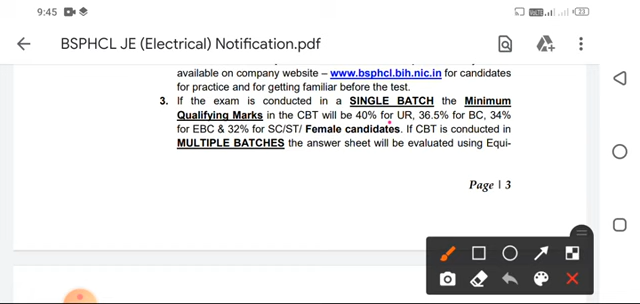 9:45
VoLTE
23
BSPHCL JE (Electrical) Notification.pdf
available on company website – www.bsphcl.bih.nic.in for candidates
for practice and for getting familiar before the test.
3. If the exam is conducted in a SINGLE BATCH the Minimum
Qualifying Marks in the CBT will be 40% for UR, 36.5% for BC, 34%
for EBC & 32% for SC/ST/ Female candidates. If CBT is conducted in
MULTIPLE BATCHES the answer sheet will be evaluated using Equi-
Page | 3